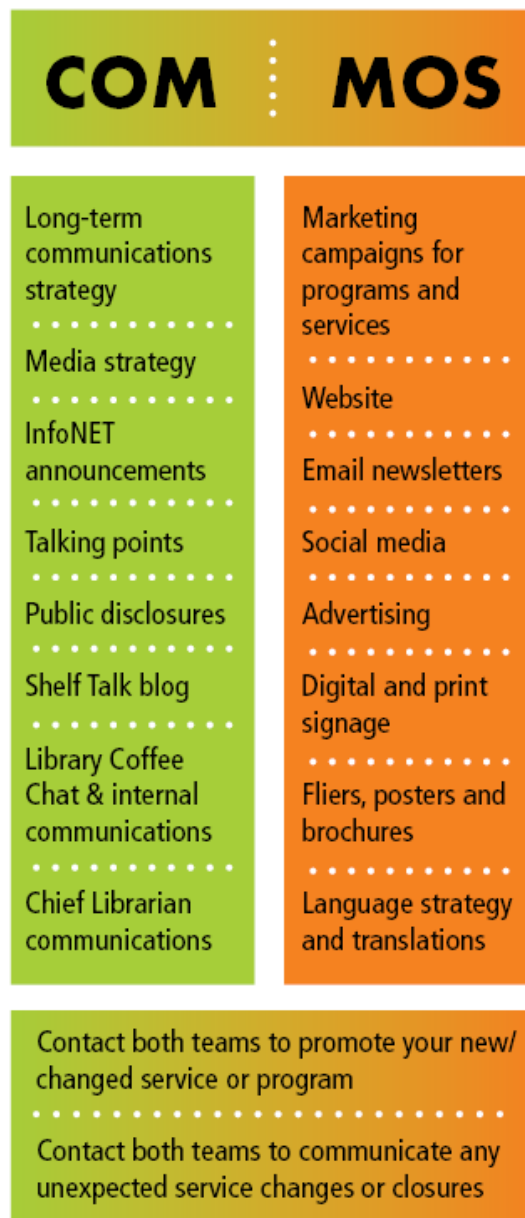 COM
MOS
Long-term
communications
strategy
Media strategy
InfoNET
announcements
Talking points
Public disclosures
Shelf Talk blog
Library Coffee
Chat & internal
communications
Chief Librarian
communications
Marketing
campaigns for
programs and
services
Website
Email newsletters
Social media
Advertising
Digital and print
signage
Fliers, posters and
brochures
Language strategy
and translations
Contact both teams to promote your new/
changed service or program
Contact both teams to communicate any
unexpected service changes or closures